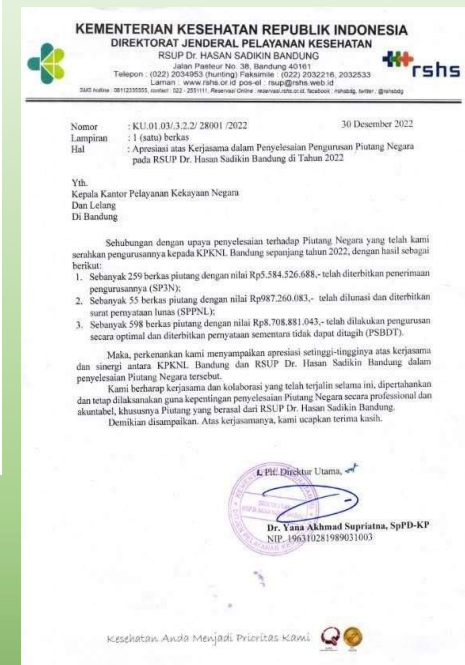 KEMENTERIAN KESEHATAN REPUBLIK INDONESIA
DIREKTORAT JENDERAL PELAYANAN KESEHATAN
RSUP Dr. HASAN SADIKIN BANDUNG
Jalan Pasteur No. 38, Bandung 40161
Telepon : (022) 2034953 (hunting) Faksimile : (022) 2032216, 2032533
Laman : www.rshs.or.id pos-el : rsup@rshs.web.id
rshs
Nomor : KU.01.03/.3.2.2/ 28001 /2022 30 Desember 2022
Lampiran : 1 (satu) berkas
Hal : Apresiasi atas Kerjasama dalam Penyelesaian Pengurusan Piutang Negara
pada RSUP Dr. Hasan Sadikin Bandung di Tahun 2022
Yth.
Kepala Kantor Pelayanan Kekayaan Negara
Dan Lelang
Di Bandung
Sehubungan dengan upaya penyelesaian terhadap Piutang Negara yang telah kami
serahkan pengurusannya kepada KPKNL Bandung sepanjang tahun 2022, dengan hasil sebagai
berikut:
1. Sebanyak 259 berkas piutang dengan nilai Rp5.584.526.688,- telah diterbitkan penerimaan
pengurusannya (SP3N);
2. Sebanyak 55 berkas piutang dengan nilai Rp987.260.083,- telah dilunasi dan diterbitkan
surat pernyataan lunas (SPPNL);
3. Sebanyak 598 berkas piutang dengan nilai Rp8.708.881.043,- telah dilakukan pengurusan
secara optimal dan diterbitkan pernyataan sementara tidak dapat ditagih (PSBDT).
Maka, perkenankan kami menyampaikan apresiasi setinggi-tingginya atas kerjasama
dan sinergi antara KPKNL Bandung dan RSUP Dr. Hasan Sadikin Bandung dalam
penyelesaian Piutang Negara tersebut.
Kami berharap kerjasama dan kolaborasi yang telah terjalin selama ini, dipertahankan
dan tetap dilaksanakan guna kepentingan penyelesaian Piutang Negara secara professional dan
akuntabel, khususnya Piutang yang berasal dari RSUP Dr. Hasan Sadikin Bandung.
Demikian disampaikan. Atas kerjasamanya, kami ucapkan terima kasih.
Plt. Direktur Utama,
Dr. Yana Akhmad Supriatna, SpPD-KP
NIP. 196310281989031003
Kesehatan Anda Menjadi Prioritas Kami